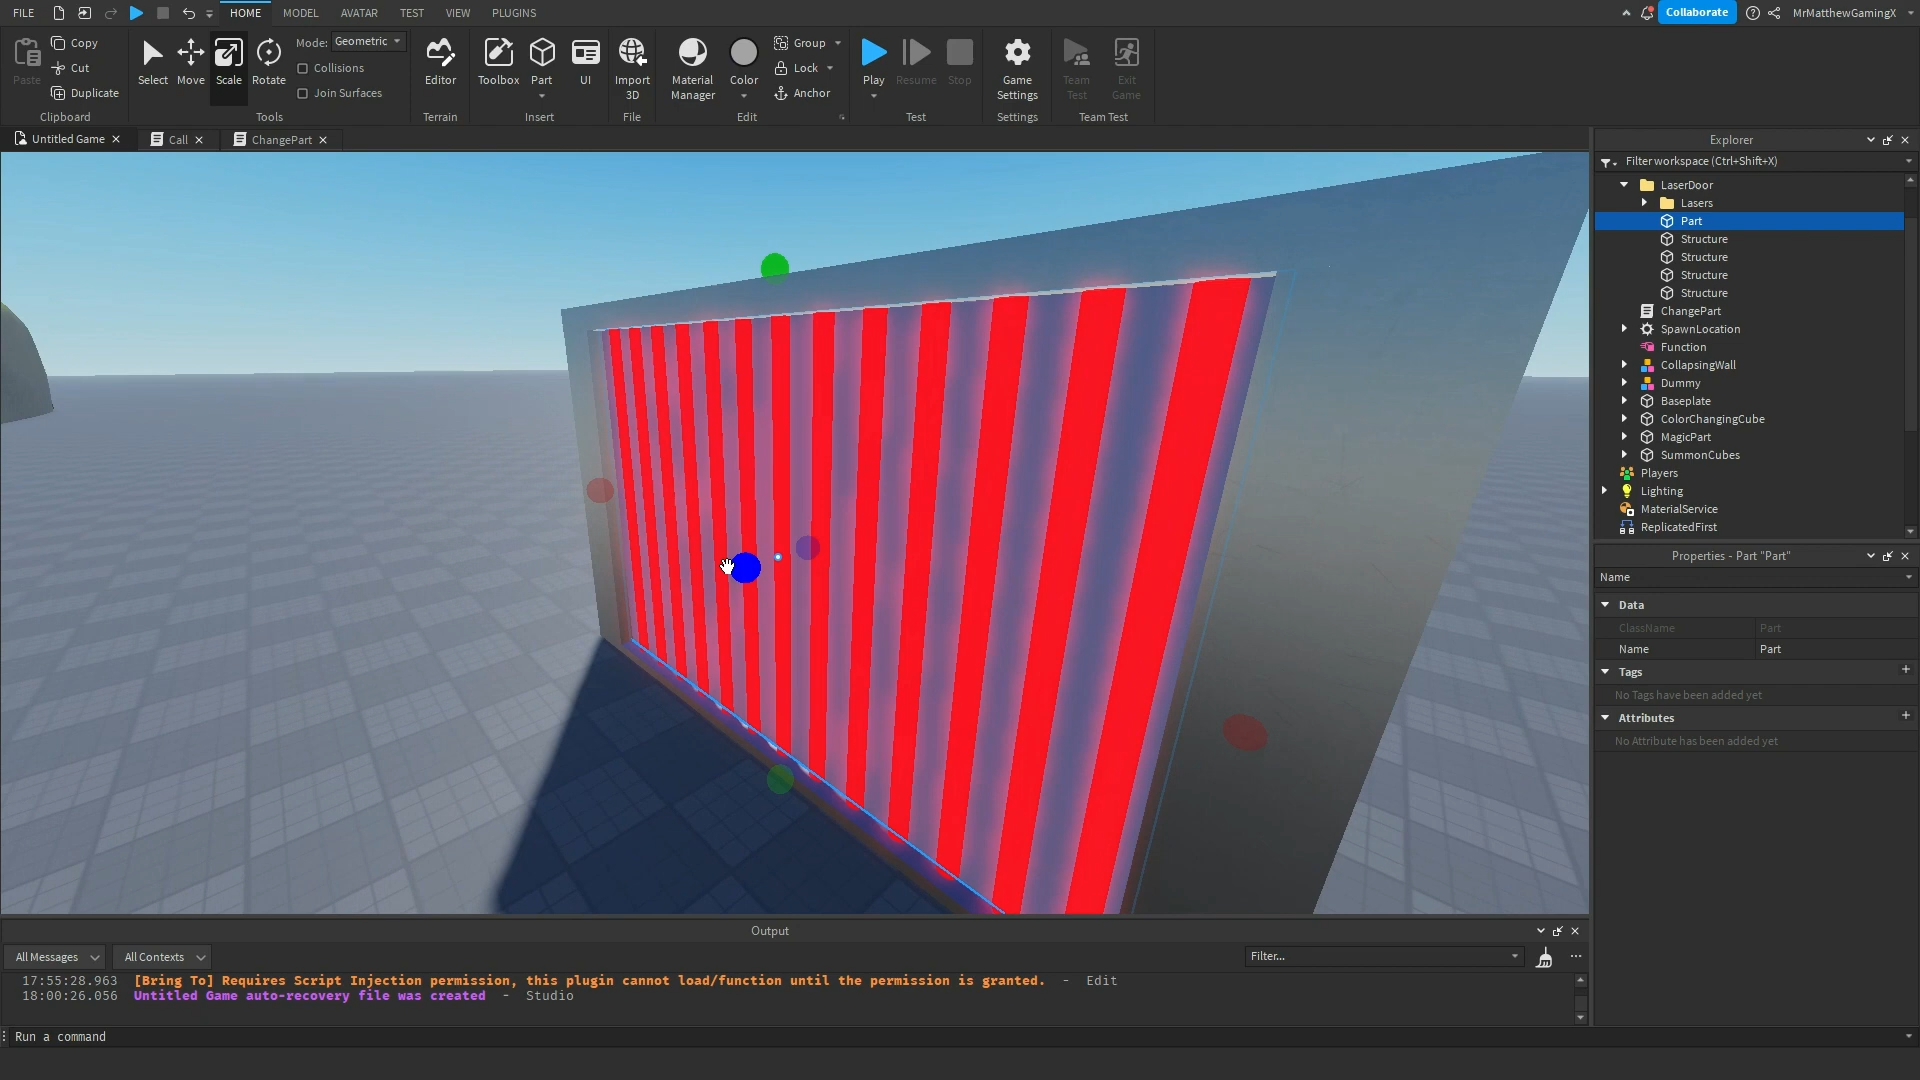 FILE
HOME
MODEL
AVATAR
TEST
VIEW
PLUGINS
Collaborate
MrMatthewGamingX
Paste
Copy
Cut
Duplicate
Clipboard
Select
Move
Scale
Rotate
Mode: Geometric
Collisions
Join Surfaces
Tools
Editor
Terrain
Toolbox
Part
UI
Insert
Import
3D
File
Material
Manager
Color
Group
Lock
Anchor
Edit
Play
Resume
Stop
Test
Game
Settings
Settings
Team
Test
Exit
Game
Team Test
Untitled Game
Call
ChangePart
Explorer
Filter workspace (Ctrl+Shift+X)
LaserDoor
Lasers
Part
Structure
Structure
Structure
Structure
ChangePart
SpawnLocation
Function
CollapsingWall
Dummy
Baseplate
ColorChangingCube
MagicPart
SummonCubes
Players
Lighting
MaterialService
ReplicatedFirst
Properties - Part "Part"
Name
Data
ClassName Part
Name Part
Tags
No Tags have been added yet
Attributes
No Attribute has been added yet
Output
All Messages
All Contexts
Filter...
17:55:28.963 [Bring To] Requires Script Injection permission, this plugin cannot load/function until the permission is granted. - Edit
18:00:26.056 Untitled Game auto-recovery file was created - Studio
Run a command